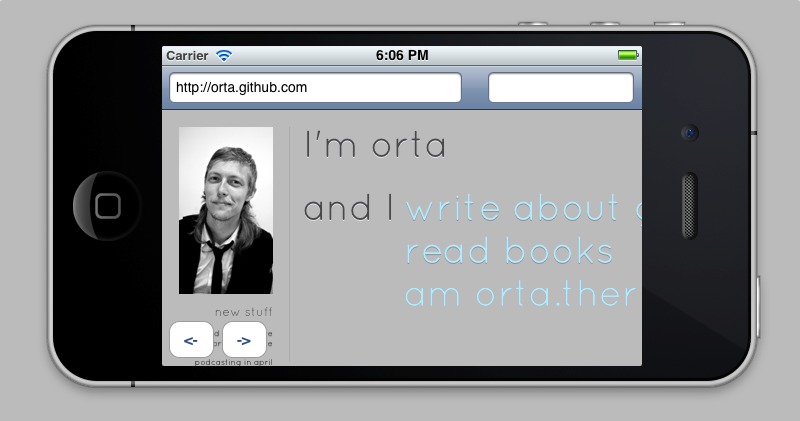 Carrier 6:06 PM
http://orta.github.com
I'm orta
and I write about
read books
am orta.ther
new stuff
<- ->
podcasting in april